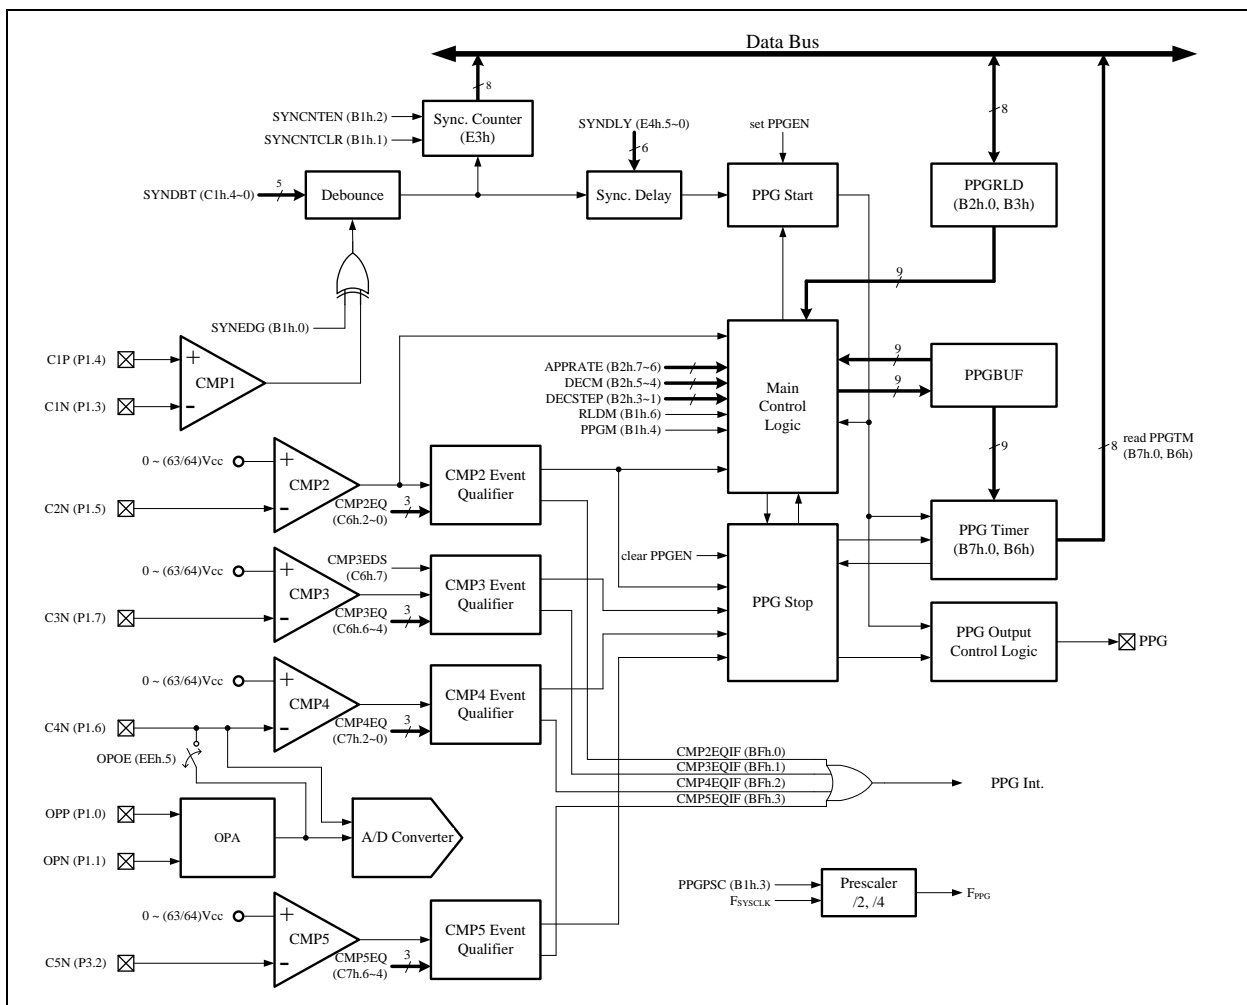 Data Bus
8
SYNCNTEN (B1h.2)
SYNCNTCLR (B1h.1)
Sync. Counter
(E3h)
SYNDLY (E4h.5~0)
6
set PPGEN
8
SYNDBT (C1h.4~0)
5
Debounce
Sync. Delay
PPG Start
PPGRLD
(B2h.0, B3h)
9
SYNEDG (B1h.0)
C1P (P1.4)
C1N (P1.3)
+
−
CMP1
APPRATE (B2h.7~6)
DECM (B2h.5~4)
DECSTEP (B2h.3~1)
RLDM (B1h.6)
PPGM (B1h.4)
Main
Control
Logic
9
9
PPGBUF
9
8
read PPGTM
(B7h.0, B6h)
0 ~ (63/64)Vcc
C2N (P1.5)
+
−
CMP2
CMP2EQ
(C6h.2~0)
3
CMP2 Event
Qualifier
clear PPGEN
PPG Stop
PPG Timer
(B7h.0, B6h)
0 ~ (63/64)Vcc
C3N (P1.7)
+
−
CMP3
CMP3EDS
(C6h.7)
CMP3EQ
(C6h.6~4)
3
CMP3 Event
Qualifier
PPG Output
Control Logic
PPG
0 ~ (63/64)Vcc
C4N (P1.6)
+
−
CMP4
CMP4EQ
(C7h.2~0)
3
CMP4 Event
Qualifier
OPOE (EEh.5)
CMP2EQIF (BFh.0)
CMP3EQIF (BFh.1)
CMP4EQIF (BFh.2)
CMP5EQIF (BFh.3)
PPG Int.
OPP (P1.0)
OPN (P1.1)
OPA
A/D Converter
PPGPSC (B1h.3)
FSYSCLK
Prescaler
/2, /4
FPPG
0 ~ (63/64)Vcc
C5N (P3.2)
+
−
CMP5
CMP5EQ
(C7h.6~4)
3
CMP5 Event
Qualifier